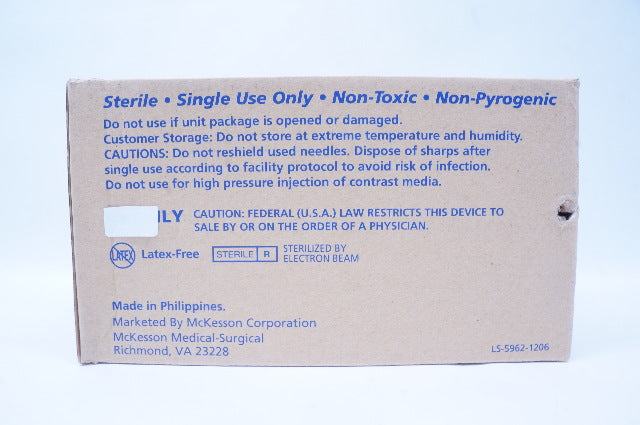 Sterile • Single Use Only • Non-Toxic • Non-Pyrogenic
Do not use if unit package is opened or damaged.
Customer Storage: Do not store at extreme temperature and humidity.
CAUTIONS: Do not reshield used needles. Dispose of sharps after
single use according to facility protocol to avoid risk of infection.
Do not use for high pressure injection of contrast media.
CAUTION: FEDERAL (U.S.A.) LAW RESTRICTS THIS DEVICE TO
SALE BY OR ON THE ORDER OF A PHYSICIAN.
LATEX Latex-Free STERILE R STERILIZED BY
ELECTRON BEAM
Made in Philippines.
Marketed By McKesson Corporation
McKesson Medical-Surgical
Richmond, VA 23228
LS-5962-1206